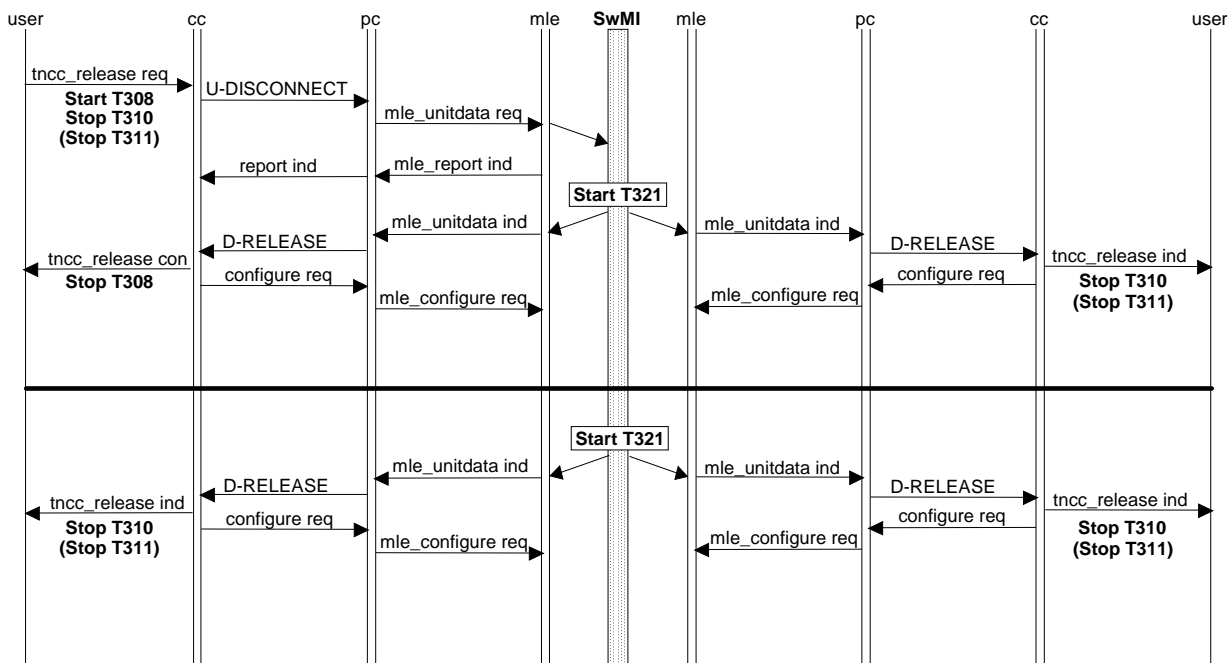 user cc pc mle SwMI mle pc cc user
tncc_release req
U-DISCONNECT
Start T308
Stop T310
(Stop T311)
mle_unitdata req
report ind
mle_report ind
Start T321
mle_unitdata ind
mle_unitdata ind
D-RELEASE
D-RELEASE
tncc_release con
tncc_release ind
Stop T308
configure req
configure req
Stop T310
(Stop T311)
mle_configure req
mle_configure req
Start T321
mle_unitdata ind
mle_unitdata ind
D-RELEASE
D-RELEASE
tncc_release ind
tncc_release ind
Stop T310
(Stop T311)
configure req
configure req
Stop T310
(Stop T311)
mle_configure req
mle_configure req